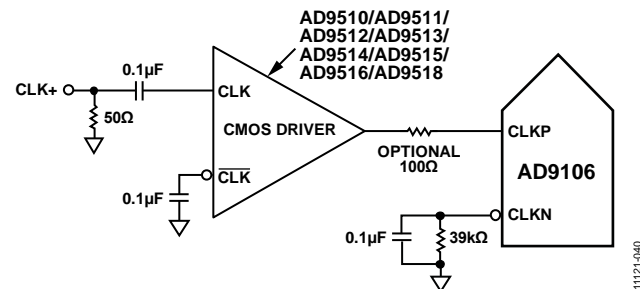 AD9510/AD9511/
AD9512/AD9513/
AD9514/AD9515/
AD9516/AD9518
0.1µF
CLK+
CLK
50Ω
CMOS DRIVER
CLKP
OPTIONAL
100Ω
AD9106
CLK
0.1µF
CLKN
0.1µF
39kΩ
11121-040